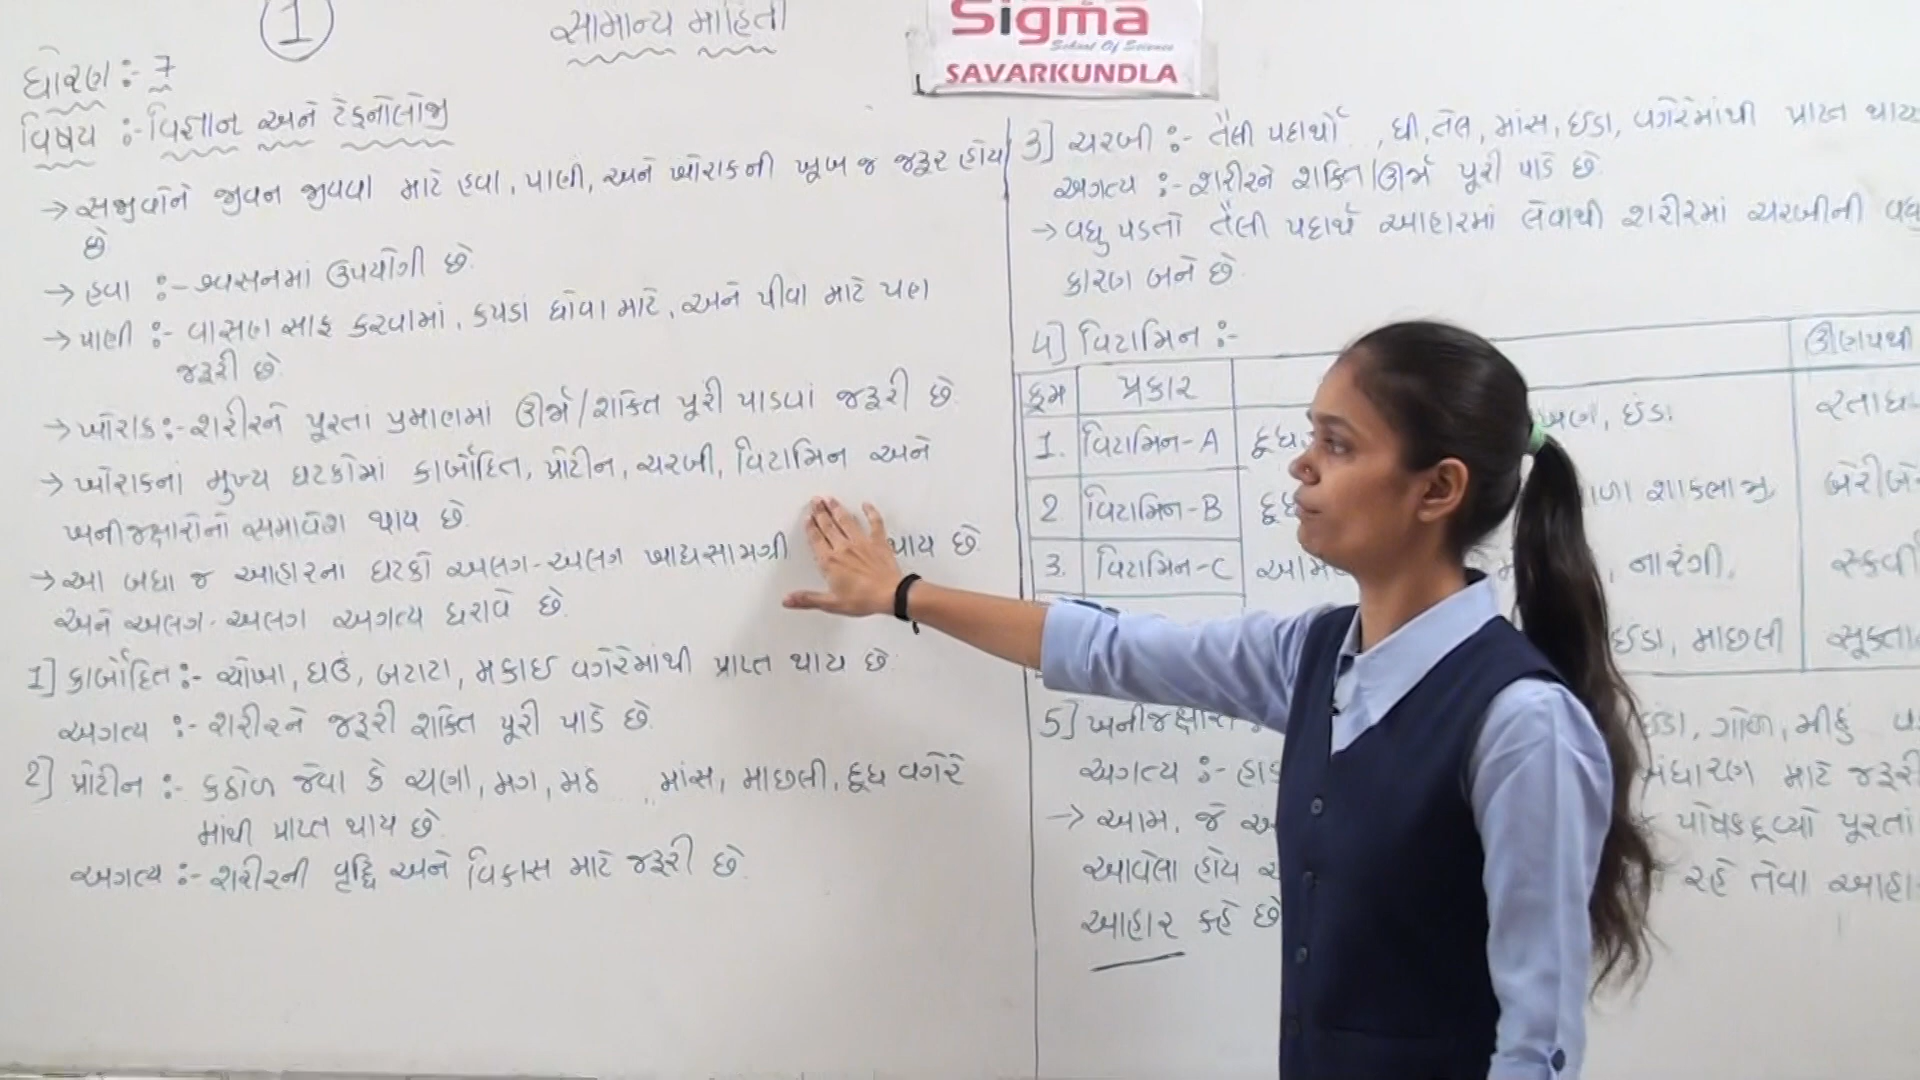 1
સામાન્ય માહિતી
Sigma
School Of Science
SAVARKUNDLA
ધોરણ :- 7
વિષય :- વિજ્ઞાન અને ટેકનોલોજી
→ સજીવોને જીવન જીવવા માટે હવા, પાણી, અને ખોરાકની ખૂબ જ જરૂર હોય
છે
→ હવા :- શ્વસનમાં ઉપયોગી છે.
→ પાણી :- વાસણ સાફ કરવામાં, કપડાં ધોવા માટે, અને પીવા માટે પણ
જરૂરી છે.
→ ખોરાક :- શરીરને પૂરતાં પ્રમાણમાં ઊર્જા/શક્તિ પૂરી પાડવાં જરૂરી છે.
→ ખોરાકનાં મુખ્ય ઘટકોમાં કાર્બોદિત, પ્રોટીન, ચરબી, વિટામિન અને
ખનીજક્ષારોનો સમાવેશ થાય છે.
→ આ બધા જ આહારના ઘટકો અલગ-અલગ ખાદ્યસામગ્રી થાય છે.
અને અલગ-અલગ અગત્ય ધરાવે છે.
1] કાર્બોદિત :- ચોખા, ઘઉં, બટાટા, મકાઈ વગેરેમાંથી પ્રાપ્ત થાય છે.
અગત્ય :- શરીરને જરૂરી શક્તિ પૂરી પાડે છે.
2] પ્રોટીન :- કઠોળ જેવા કે ચણા, મગ, મઠ માંસ, માછલી, દૂધ વગેરે
માંથી પ્રાપ્ત થાય છે.
અગત્ય :- શરીરની વૃદ્ધિ અને વિકાસ માટે જરૂરી છે.
3] ચરબી :- તૈલી પદાર્થો, ઘી, તેલ, માંસ, ઈંડા, વગેરેમાંથી પ્રાપ્ત થાય
અગત્ય :- શરીરને શક્તિ/ઊર્જા પૂરી પાડે છે.
→ વધુ પડતો તૈલી પદાર્થ આહારમાં લેવાથી શરીરમાં ચરબીની
કારણ બને છે.
4] વિટામિન :-
ક્રમ પ્રકાર ઊણપથી
1. વિટામિન-A દૂધ ઈંડા
2 વિટામિન-B શાકભાજી
3. વિટામિન-C નારંગી, સ્કર્વી
ઈંડા, માછલી
5] ખનીજક્ષાર ઈંડા, ગોળ, મીઠું
અગત્ય :- માટે જરૂરી
→ આમ, જે પોષકદ્રવ્યો પૂરતાં
આવેલા હોય રહે તેવા
આહાર કહે છે